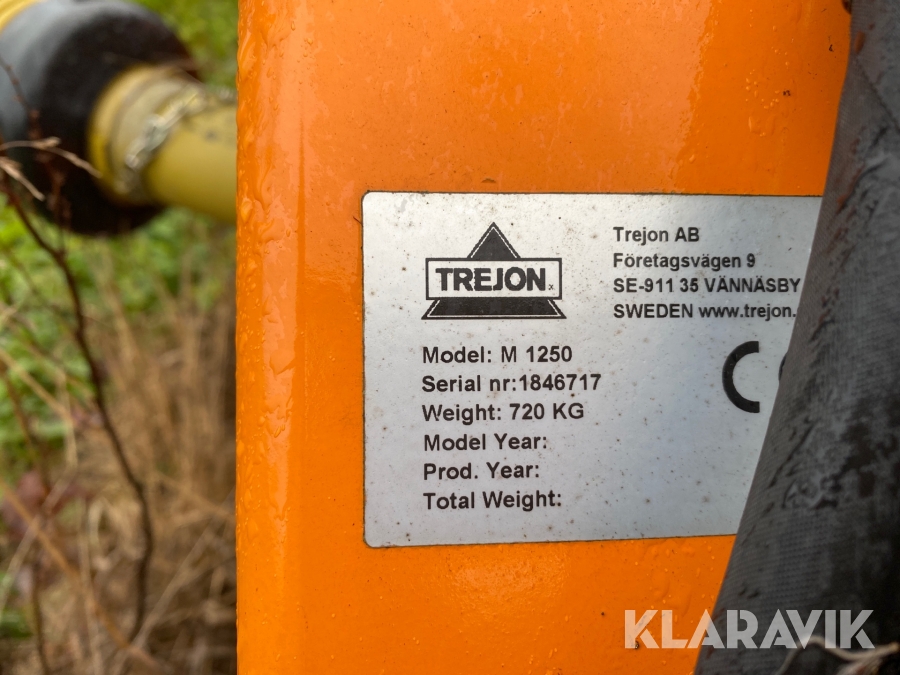 TREJON
Trejon AB
Företagsvägen 9
SE-911 35 VÄNNÄSBY
SWEDEN www.trejon.
Model: M 1250
Serial nr:1846717
Weight: 720 KG
Model Year:
Prod. Year:
Total Weight:
KLARAVIK